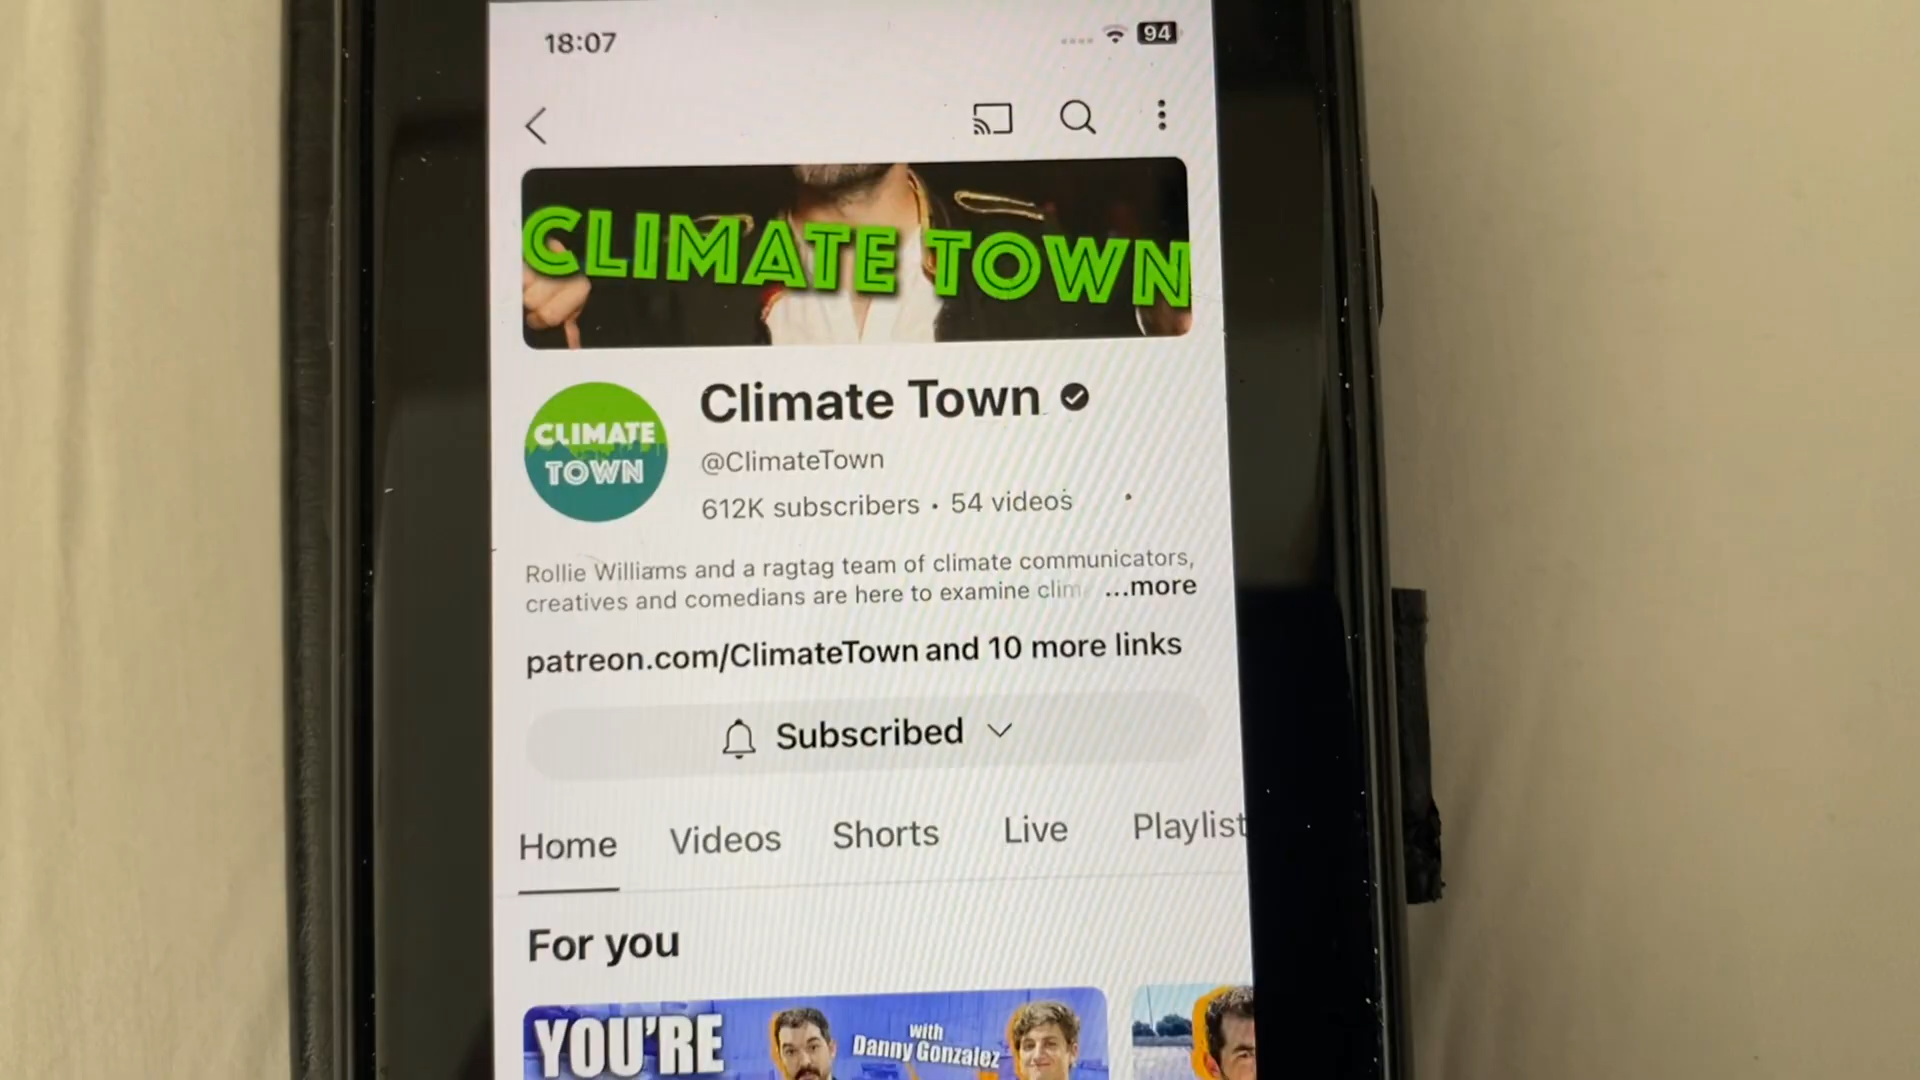 18:07
94
CLIMATE TOWN
CLIMATE
TOWN
Climate Town
@ClimateTown
612K subscribers • 54 videos
Rollie Williams and a ragtag team of climate communicators,
creatives and comedians are here to examine clim ...more
patreon.com/ClimateTown and 10 more links
Subscribed
Home Videos Shorts Live Playlist
For you
YOU'RE
with
Danny Gonzalez